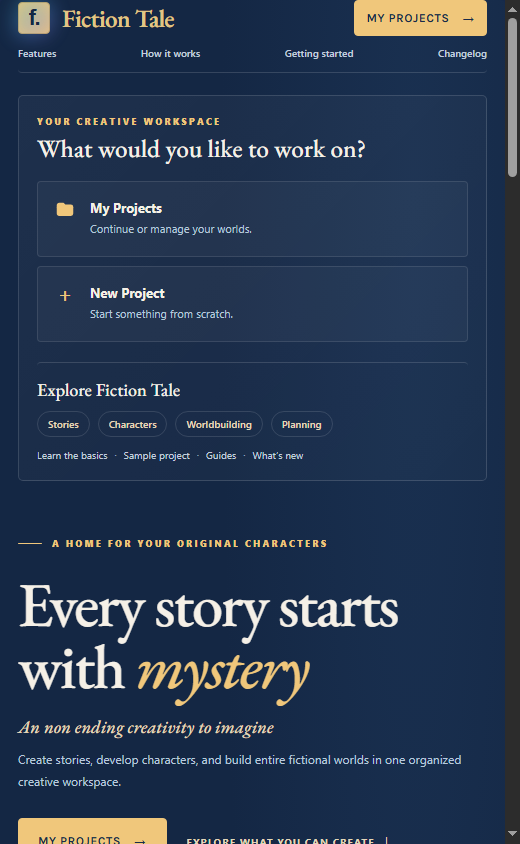 f. Fiction Tale
MY PROJECTS →
Features How it works Getting started Changelog
YOUR CREATIVE WORKSPACE
What would you like to work on?
My Projects
Continue or manage your worlds.
+ New Project
Start something from scratch.
Explore Fiction Tale
Stories Characters Worldbuilding Planning
Learn the basics · Sample project · Guides · What's new
A HOME FOR YOUR ORIGINAL CHARACTERS
Every story starts
with mystery
An non ending creativity to imagine
Create stories, develop characters, and build entire fictional worlds in one organized
creative workspace.
MY PROJECTS → EXPLORE WHAT YOU CAN CREATE